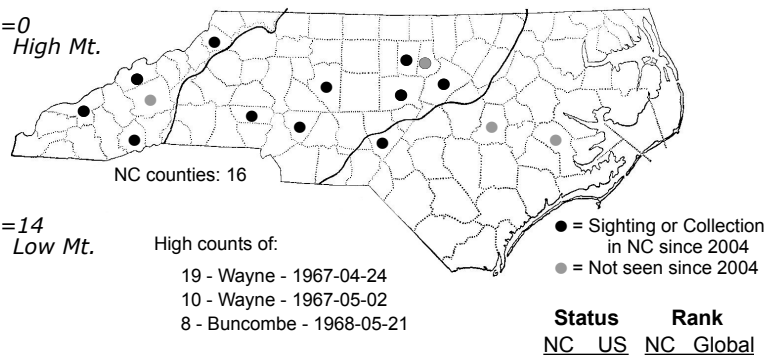 =0
High Mt.
NC counties: 16
=14
Low Mt.
High counts of:
19 - Wayne - 1967-04-24
10 - Wayne - 1967-05-02
8 - Buncombe - 1968-05-21
= Sighting or Collection
in NC since 2004
= Not seen since 2004
Status Rank
NC US NC Global